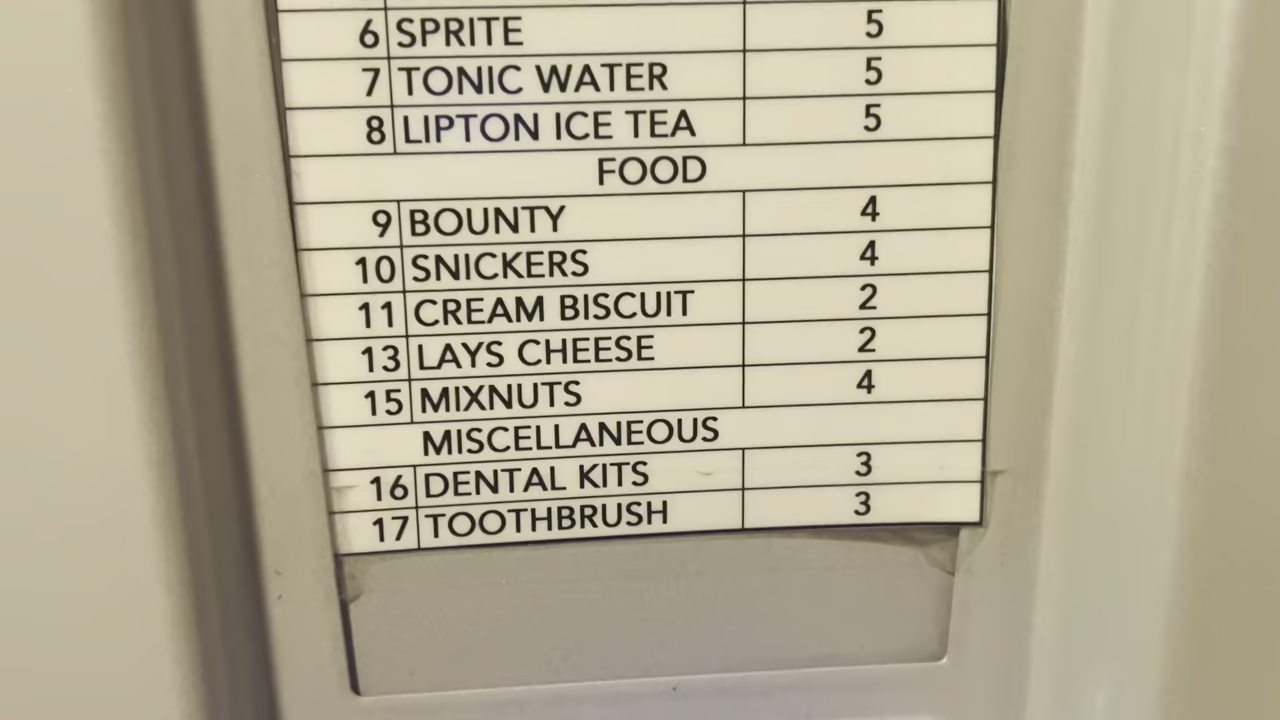 6 SPRITE 5
7 TONIC WATER 5
8 LIPTON ICE TEA 5
FOOD
9 BOUNTY 4
10 SNICKERS 4
11 CREAM BISCUIT 2
13 LAYS CHEESE 2
15 MIXNUTS 4
MISCELLANEOUS
16 DENTAL KITS 3
17 TOOTHBRUSH 3